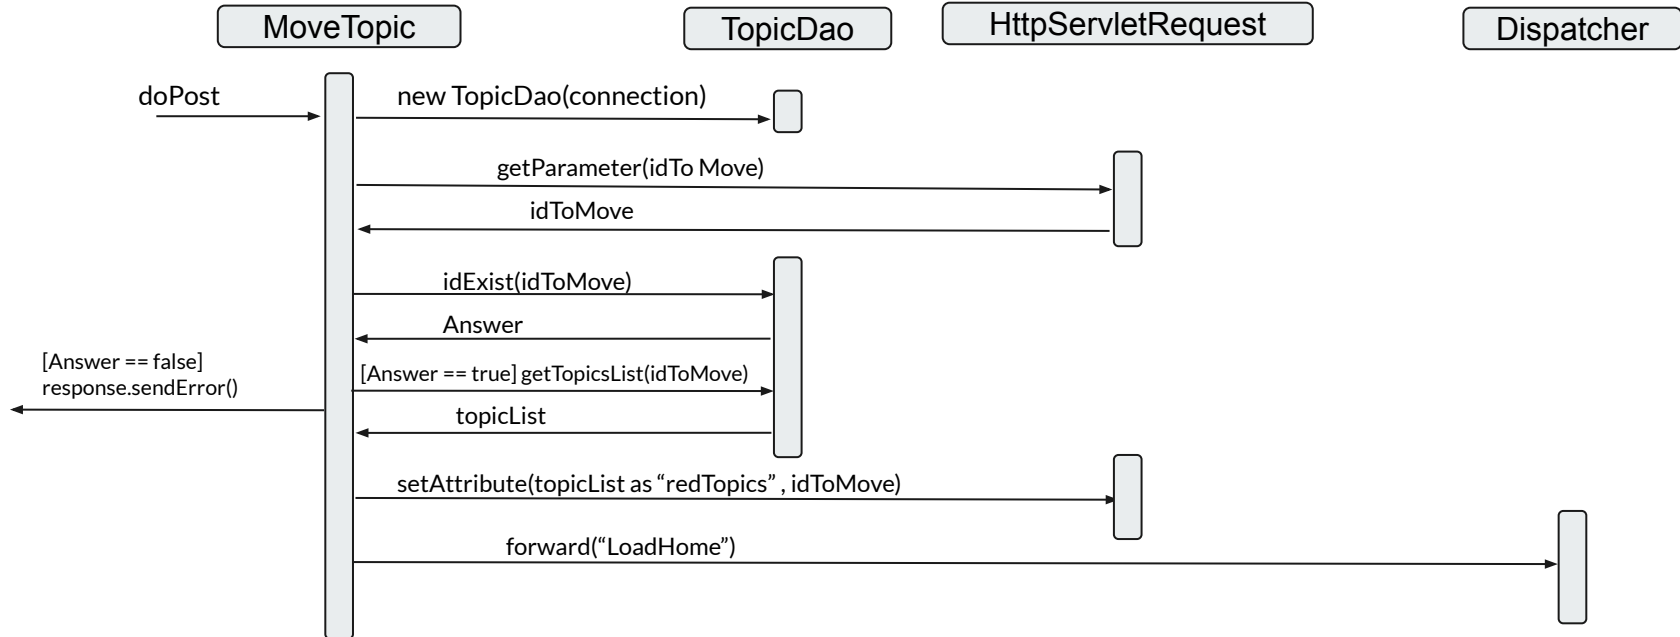 MoveTopic
TopicDao
HttpServletRequest
Dispatcher
doPost
new TopicDao(connection)
getParameter(idTo Move)
idToMove
idExist(idToMove)
Answer
[Answer == false]
response.sendError()
[Answer == true] getTopicsList(idToMove)
topicList
setAttribute(topicList as “redTopics” , idToMove)
forward(“LoadHome”)